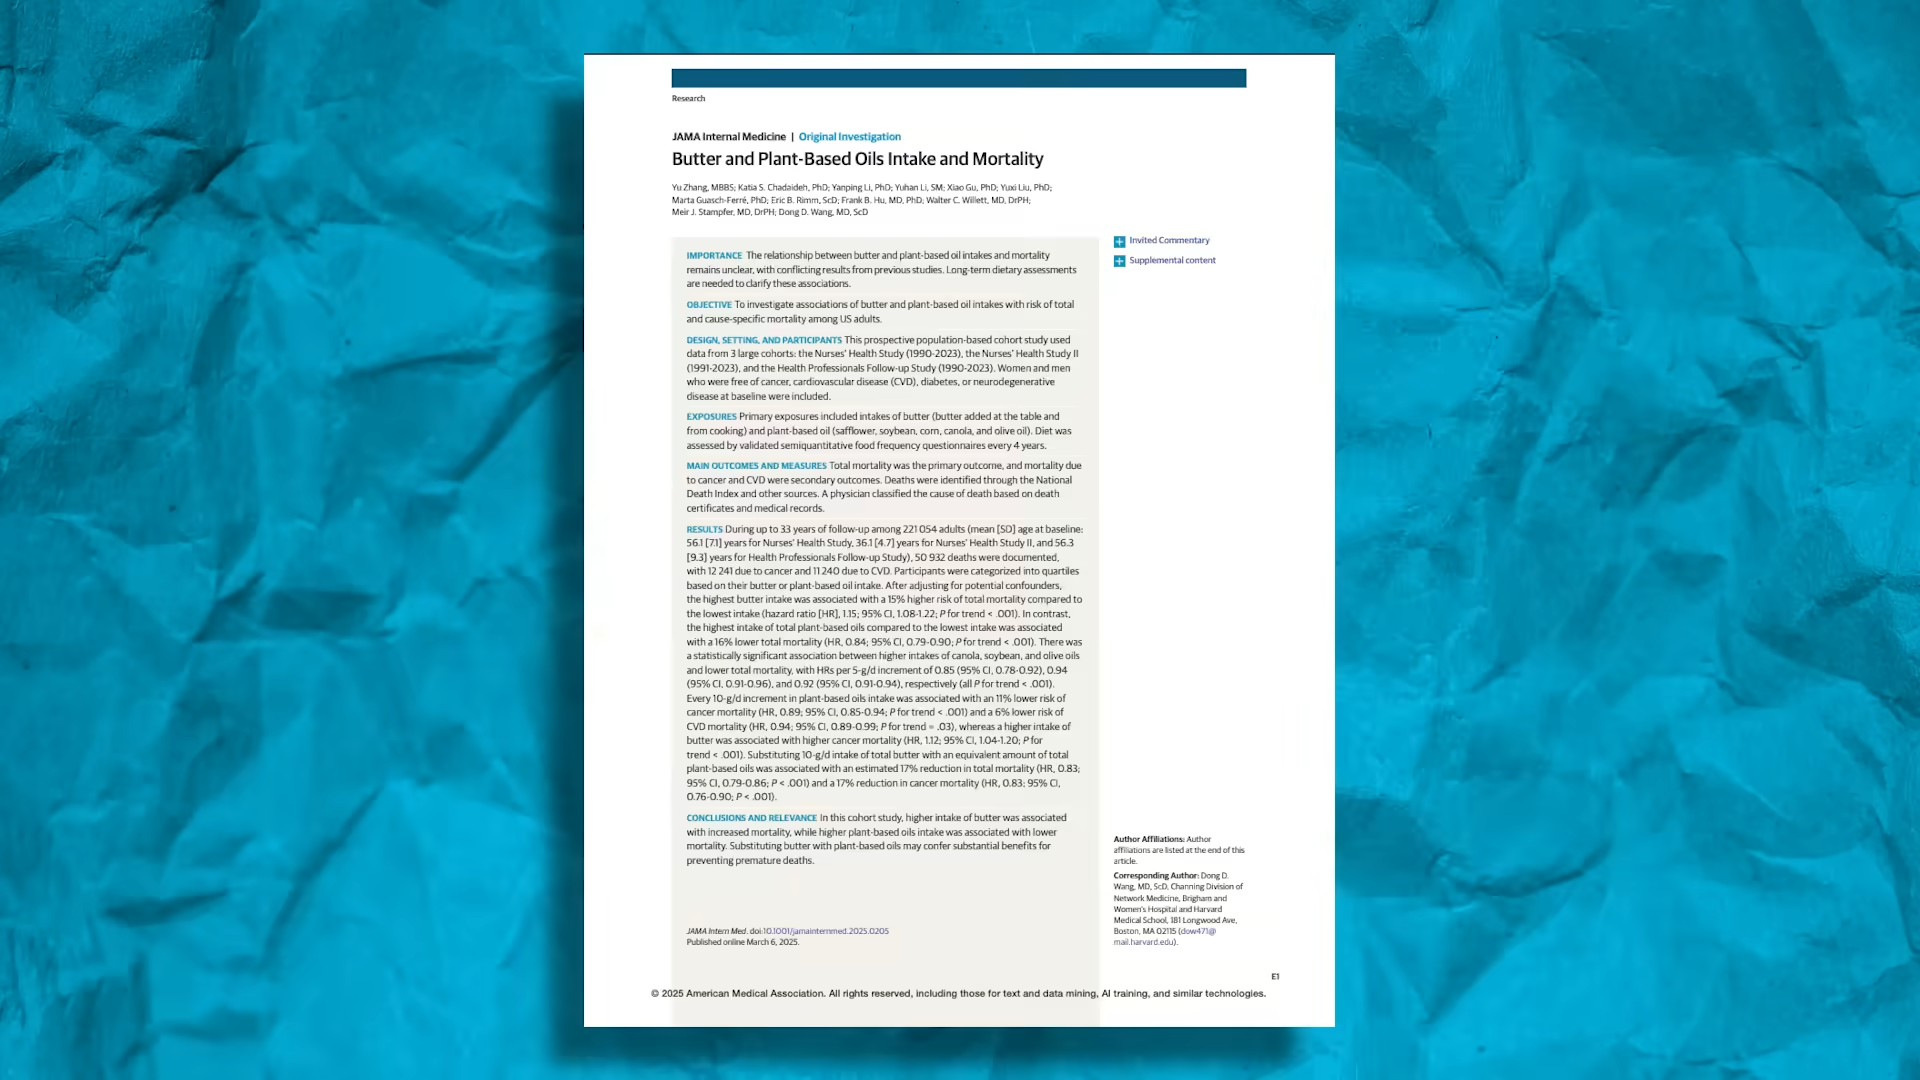 Research
JAMA Internal Medicine | Original Investigation
Butter and Plant-Based Oils Intake and Mortality
Yu Zhang, MBBS; Katia S. Chadaideh, PhD; Yanping Li, PhD; Yuhan Li, SM; Xiao Gu, PhD; Yuxi Liu, PhD;
Marta Guasch-Ferré, PhD; Eric B. Rimm, ScD; Frank B. Hu, MD, PhD; Walter C. Willett, MD, DrPH;
Meir J. Stampfer, MD, DrPH; Dong D. Wang, MD, ScD
IMPORTANCE The relationship between butter and plant-based oil intakes and mortality
remains unclear, with conflicting results from previous studies. Long-term dietary assessments
are needed to clarify these associations.
OBJECTIVE To investigate associations of butter and plant-based oil intakes with risk of total
and cause-specific mortality among US adults.
DESIGN, SETTING, AND PARTICIPANTS This prospective population-based cohort study used
data from 3 large cohorts: the Nurses' Health Study (1990-2023), the Nurses' Health Study II
(1991-2023), and the Health Professionals Follow-up Study (1990-2023). Women and men
who were free of cancer, cardiovascular disease (CVD), diabetes, or neurodegenerative
disease at baseline were included.
EXPOSURES Primary exposures included intakes of butter (butter added at the table and
from cooking) and plant-based oil (safflower, soybean, corn, canola, and olive oil). Diet was
assessed by validated semiquantitative food frequency questionnaires every 4 years.
MAIN OUTCOMES AND MEASURES Total mortality was the primary outcome, and mortality due
to cancer and CVD were secondary outcomes. Deaths were identified through the National
Death Index and other sources. A physician classified the cause of death based on death
certificates and medical records.
RESULTS During up to 33 years of follow-up among 221 054 adults (mean [SD] age at baseline:
56.1 [7.1] years for Nurses' Health Study, 36.1 [4.7] years for Nurses' Health Study II, and 56.3
[9.3] years for Health Professionals Follow-up Study), 50 932 deaths were documented,
with 12 241 due to cancer and 11 240 due to CVD. Participants were categorized into quartiles
based on their butter or plant-based oil intake. After adjusting for potential confounders,
the highest butter intake was associated with a 15% higher risk of total mortality compared to
the lowest intake (hazard ratio [HR], 1.15; 95% CI, 1.08-1.22; P for trend < .001). In contrast,
the highest intake of total plant-based oils compared to the lowest intake was associated
with a 16% lower total mortality (HR, 0.84; 95% CI, 0.79-0.90; P for trend < .001). There was
a statistically significant association between higher intakes of canola, soybean, and olive oils
and lower total mortality, with HRs per 5-g/d increment of 0.85 (95% CI, 0.78-0.92), 0.94
(95% CI, 0.91-0.96), and 0.92 (95% CI, 0.91-0.94), respectively (all P for trend < .001).
Every 10-g/d increment in plant-based oils intake was associated with an 11% lower risk of
cancer mortality (HR, 0.89; 95% CI, 0.85-0.94; P for trend < .001) and a 6% lower risk of
CVD mortality (HR, 0.94; 95% CI, 0.89-0.99; P for trend = .03), whereas a higher intake of
butter was associated with higher cancer mortality (HR, 1.12; 95% CI, 1.04-1.20; P for
trend < .001). Substituting 10-g/d intake of total butter with an equivalent amount of total
plant-based oils was associated with an estimated 17% reduction in total mortality (HR, 0.83;
95% CI, 0.79-0.86; P < .001) and a 17% reduction in cancer mortality (HR, 0.83; 95% CI,
0.76-0.90; P < .001).
CONCLUSIONS AND RELEVANCE In this cohort study, higher intake of butter was associated
with increased mortality, while higher plant-based oils intake was associated with lower
mortality. Substituting butter with plant-based oils may confer substantial benefits for
preventing premature deaths.
JAMA Intern Med. doi:10.1001/jamainternmed.2025.0205
Published online March 6, 2025.
Invited Commentary
Supplemental content
Author Affiliations: Author
affiliations are listed at the end of this
article.
Corresponding Author: Dong D.
Wang, MD, ScD, Channing Division of
Network Medicine, Brigham and
Women's Hospital and Harvard
Medical School, 181 Longwood Ave,
Boston, MA 02115 (dow471@
mail.harvard.edu).
E1
© 2025 American Medical Association. All rights reserved, including those for text and data mining, AI training, and similar technologies.